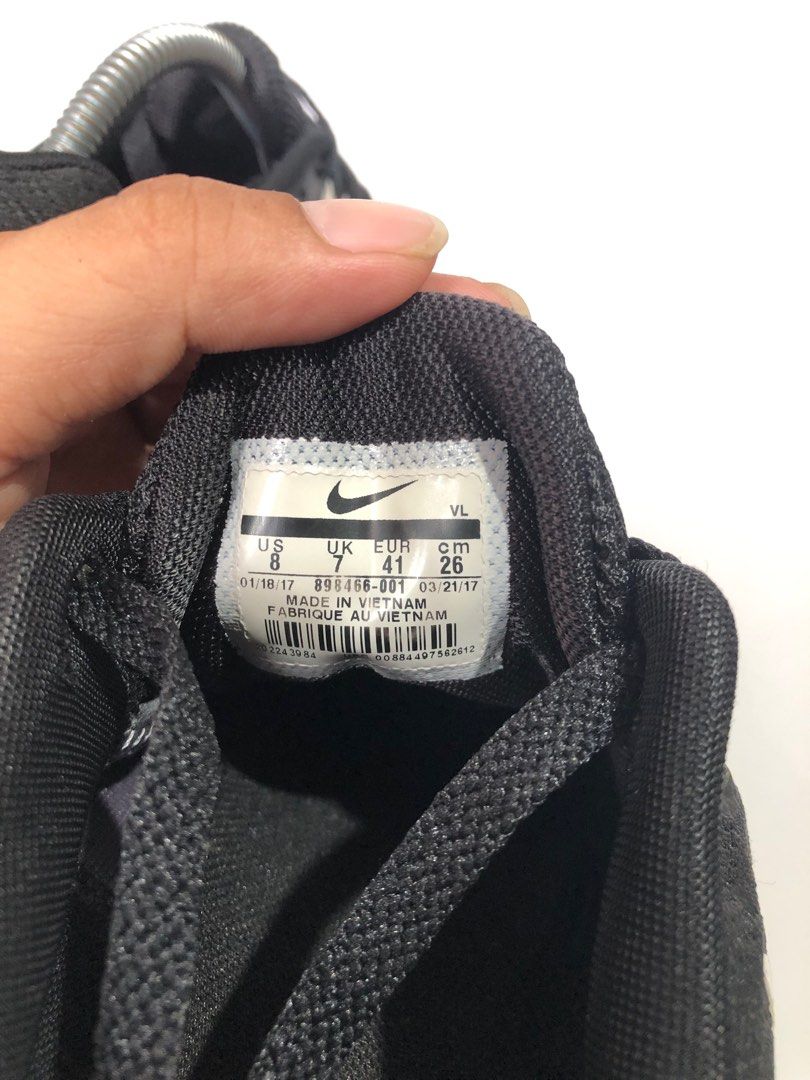 VL
US UK EUR cm
8 7 41 26
01/18/17 898466-001 03/21/17
MADE IN VIETNAM
FABRIQUE AU VIETNAM
00884497562612